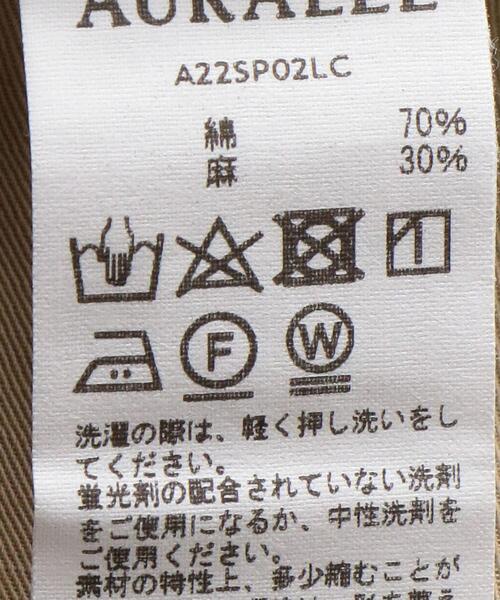 AURALEE
A22SP02LC
綿 70%
麻 30%
F W
洗濯の際は、軽く押し洗いをし
てください。
蛍光剤の配合されていない洗剤
をご使用になるか、中性洗剤を
ご使用ください。
素材の特性上、多少縮むことが